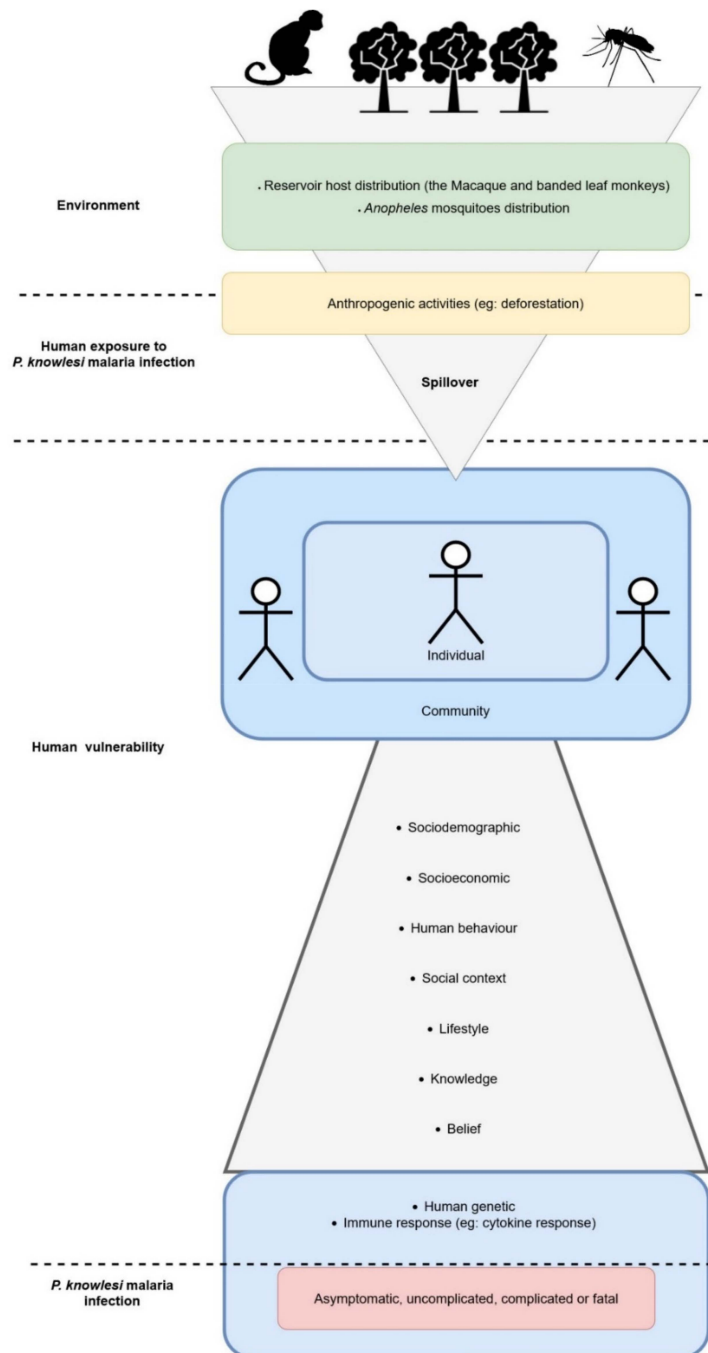 • Reservoir host distribution (the Macaque and banded leaf monkeys)
• Anopheles mosquitoes distribution
Environment
Anthropogenic activities (eg: deforestation)
Human exposure to
P. knowlesi malaria infection
Spillover
Individual
Community
Human vulnerability
• Sociodemographic
• Socioeconomic
• Human behaviour
• Social context
• Lifestyle
• Knowledge
• Belief
• Human genetic
• Immune response (eg: cytokine response)
P. knowlesi malaria
infection
Asymptomatic, uncomplicated, complicated or fatal